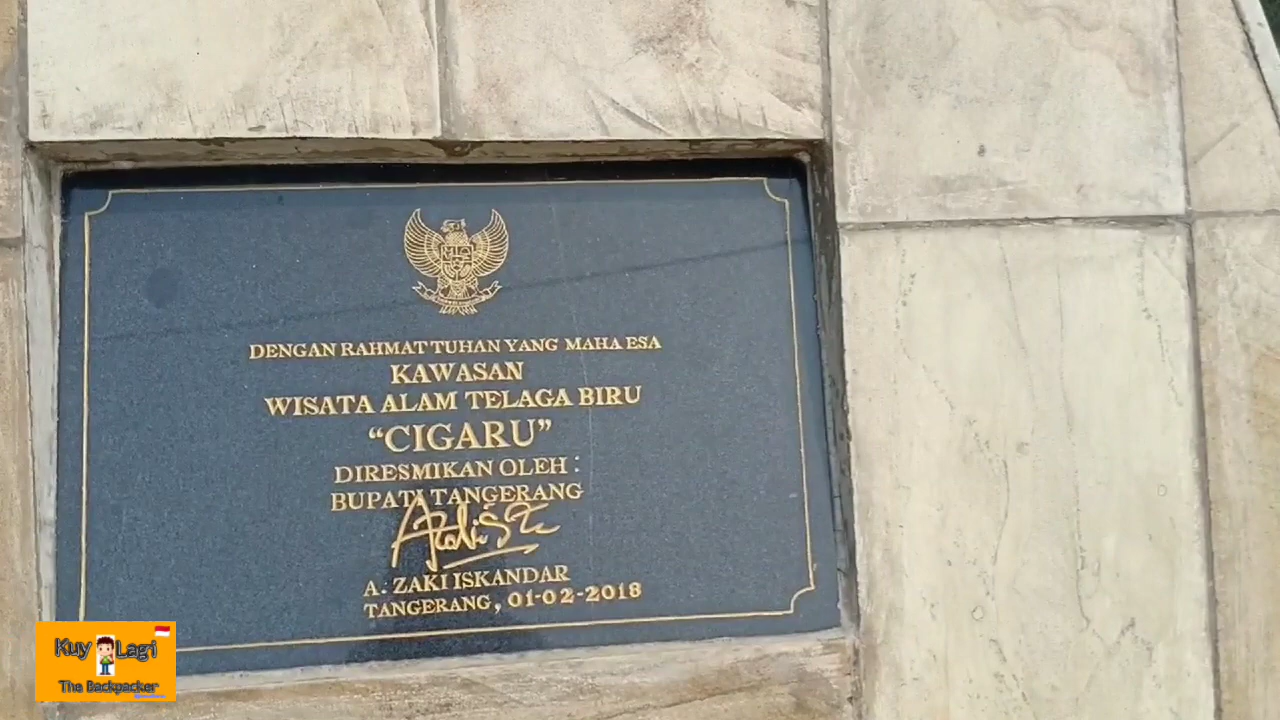 DENGAN RAHMAT TUHAN YANG MAHA ESA
KAWASAN
WISATA ALAM TELAGA BIRU
“CIGARU”
DIRESMIKAN OLEH :
BUPATI TANGERANG
A. ZAKI ISKANDAR
TANGERANG, 01-02-2018
Kuy Lagi
The Backpacker